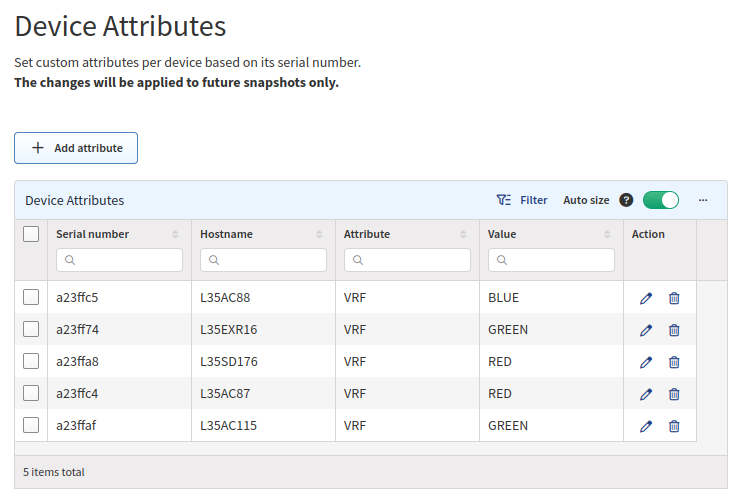 Device Attributes
Set custom attributes per device based on its serial number.
The changes will be applied to future snapshots only.
+ Add attribute
Device Attributes Filter Auto size ? ...
Serial number Hostname Attribute Value Action
a23ffc5 L35AC88 VRF BLUE
a23ff74 L35EXR16 VRF GREEN
a23ffa8 L35SD176 VRF RED
a23ffc4 L35AC87 VRF RED
a23ffaf L35AC115 VRF GREEN
5 items total